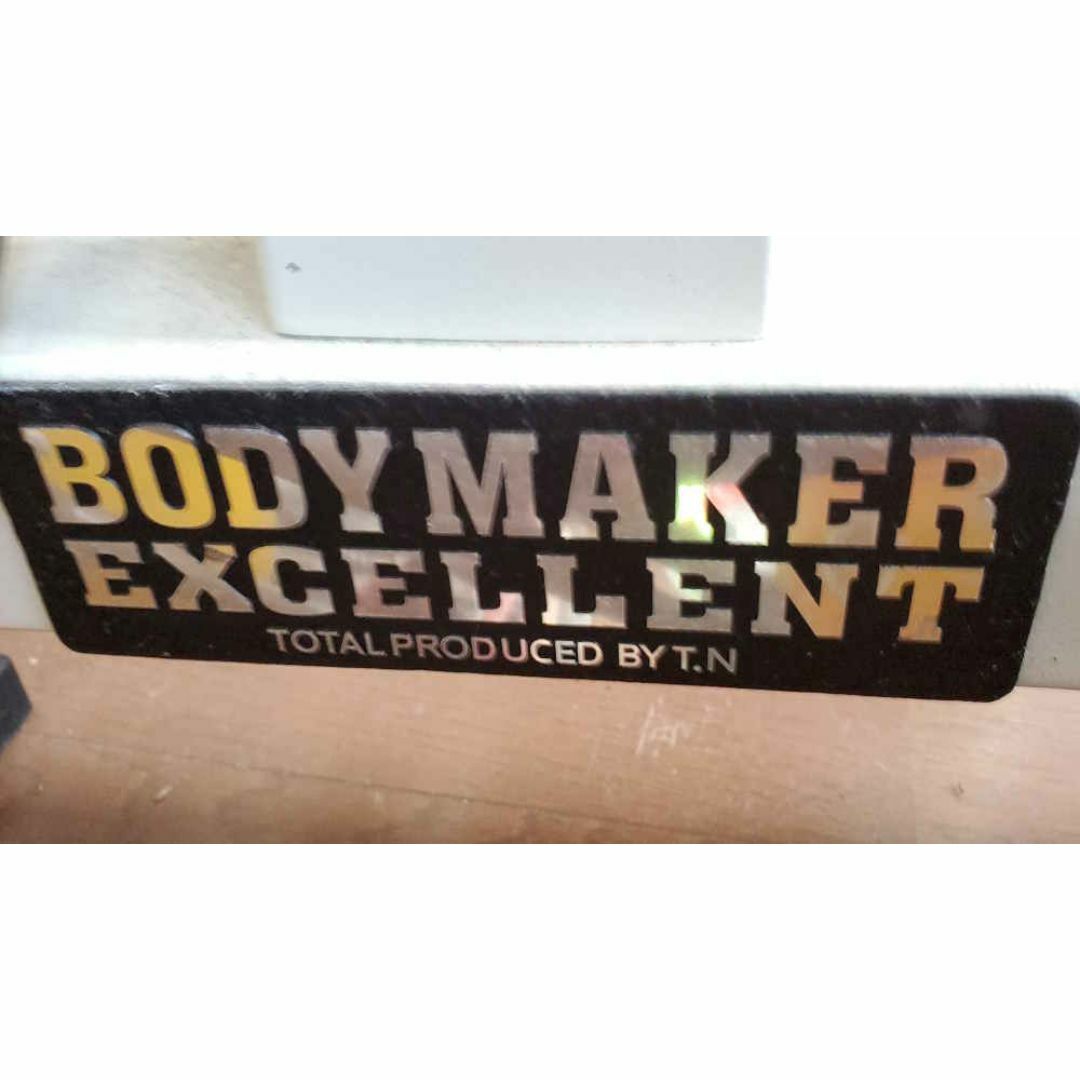 BODYMAKER
EXCELLENT
TOTAL PRODUCED BY T.N